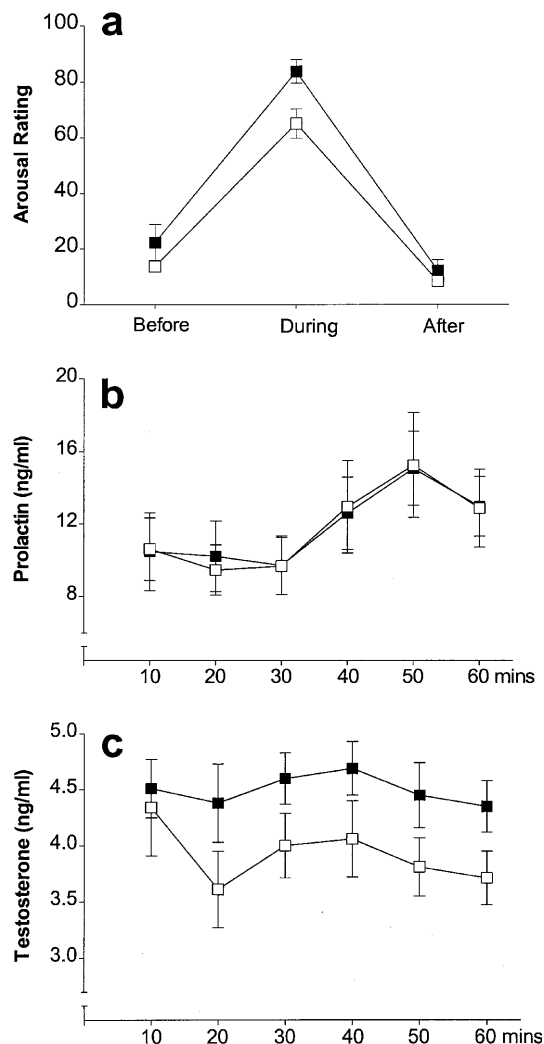 a
100
80
60
40
20
0
Arousal Rating
Before During After
b
20
16
12
8
Prolactin (ng/ml)
10 20 30 40 50 60 mins
c
5.0
4.5
4.0
3.5
3.0
Testosterone (ng/ml)
10 20 30 40 50 60 mins